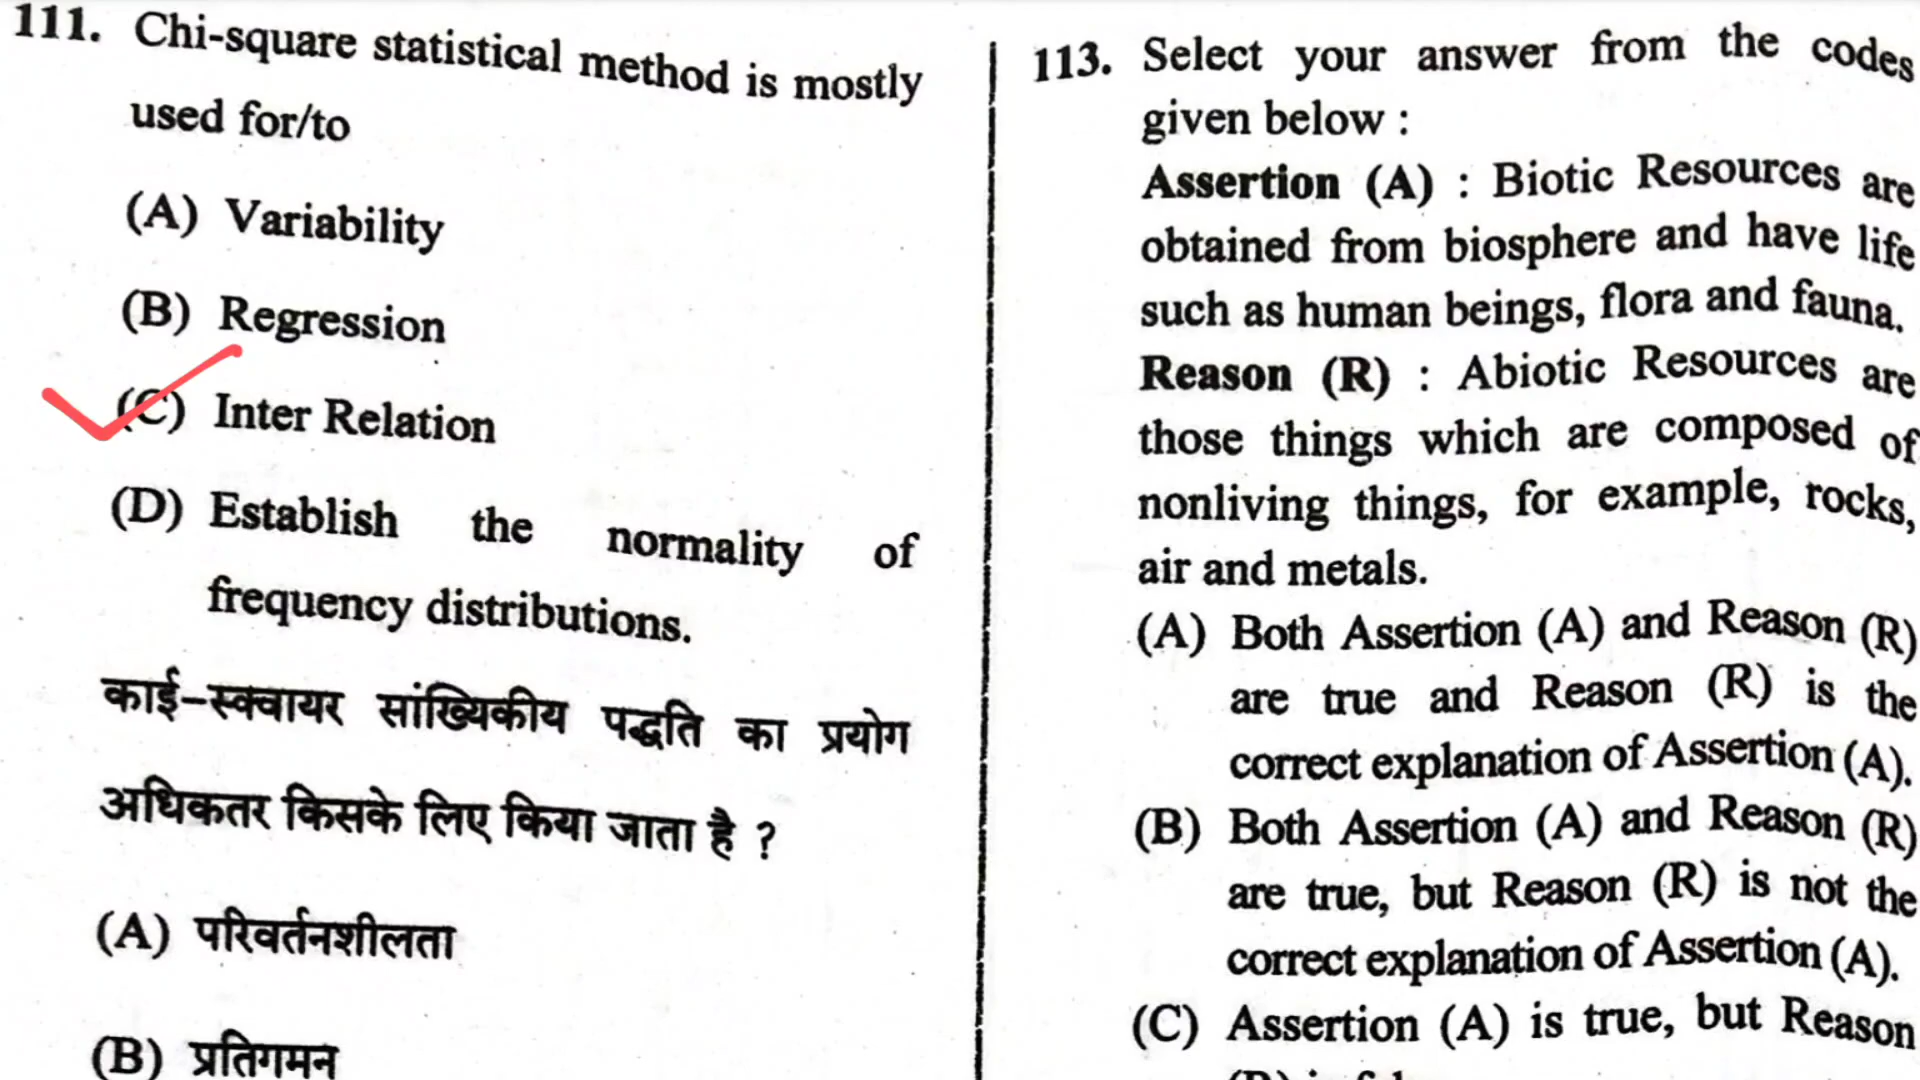 111. Chi-square statistical method is mostly
used for/to
(A) Variability
(B) Regression
(C) Inter Relation
(D) Establish the normality of
frequency distributions.
काई-स्क्वायर सांख्यिकीय पद्धति का प्रयोग
अधिकतर किसके लिए किया जाता है ?
(A) परिवर्तनशीलता
(B) प्रतिगमन
113. Select your answer from the codes
given below :
Assertion (A) : Biotic Resources are
obtained from biosphere and have life
such as human beings, flora and fauna.
Reason (R) : Abiotic Resources are
those things which are composed of
nonliving things, for example, rocks,
air and metals.
(A) Both Assertion (A) and Reason (R)
are true and Reason (R) is the
correct explanation of Assertion (A).
(B) Both Assertion (A) and Reason (R)
are true, but Reason (R) is not the
correct explanation of Assertion (A).
(C) Assertion (A) is true, but Reason